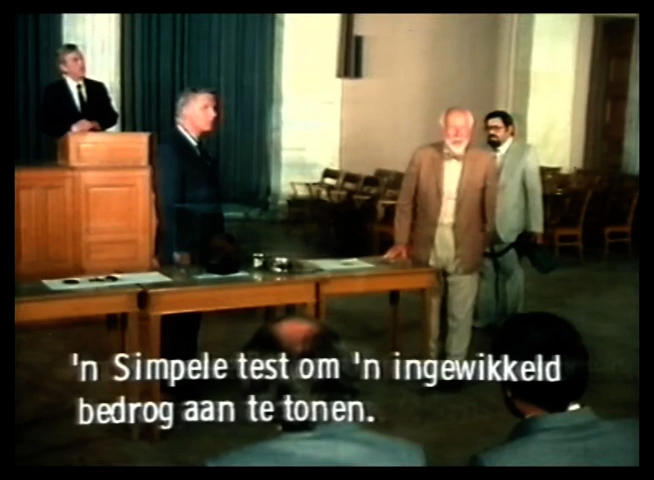 'n Simpele test om 'n ingewikkeld
bedrog aan te tonen.